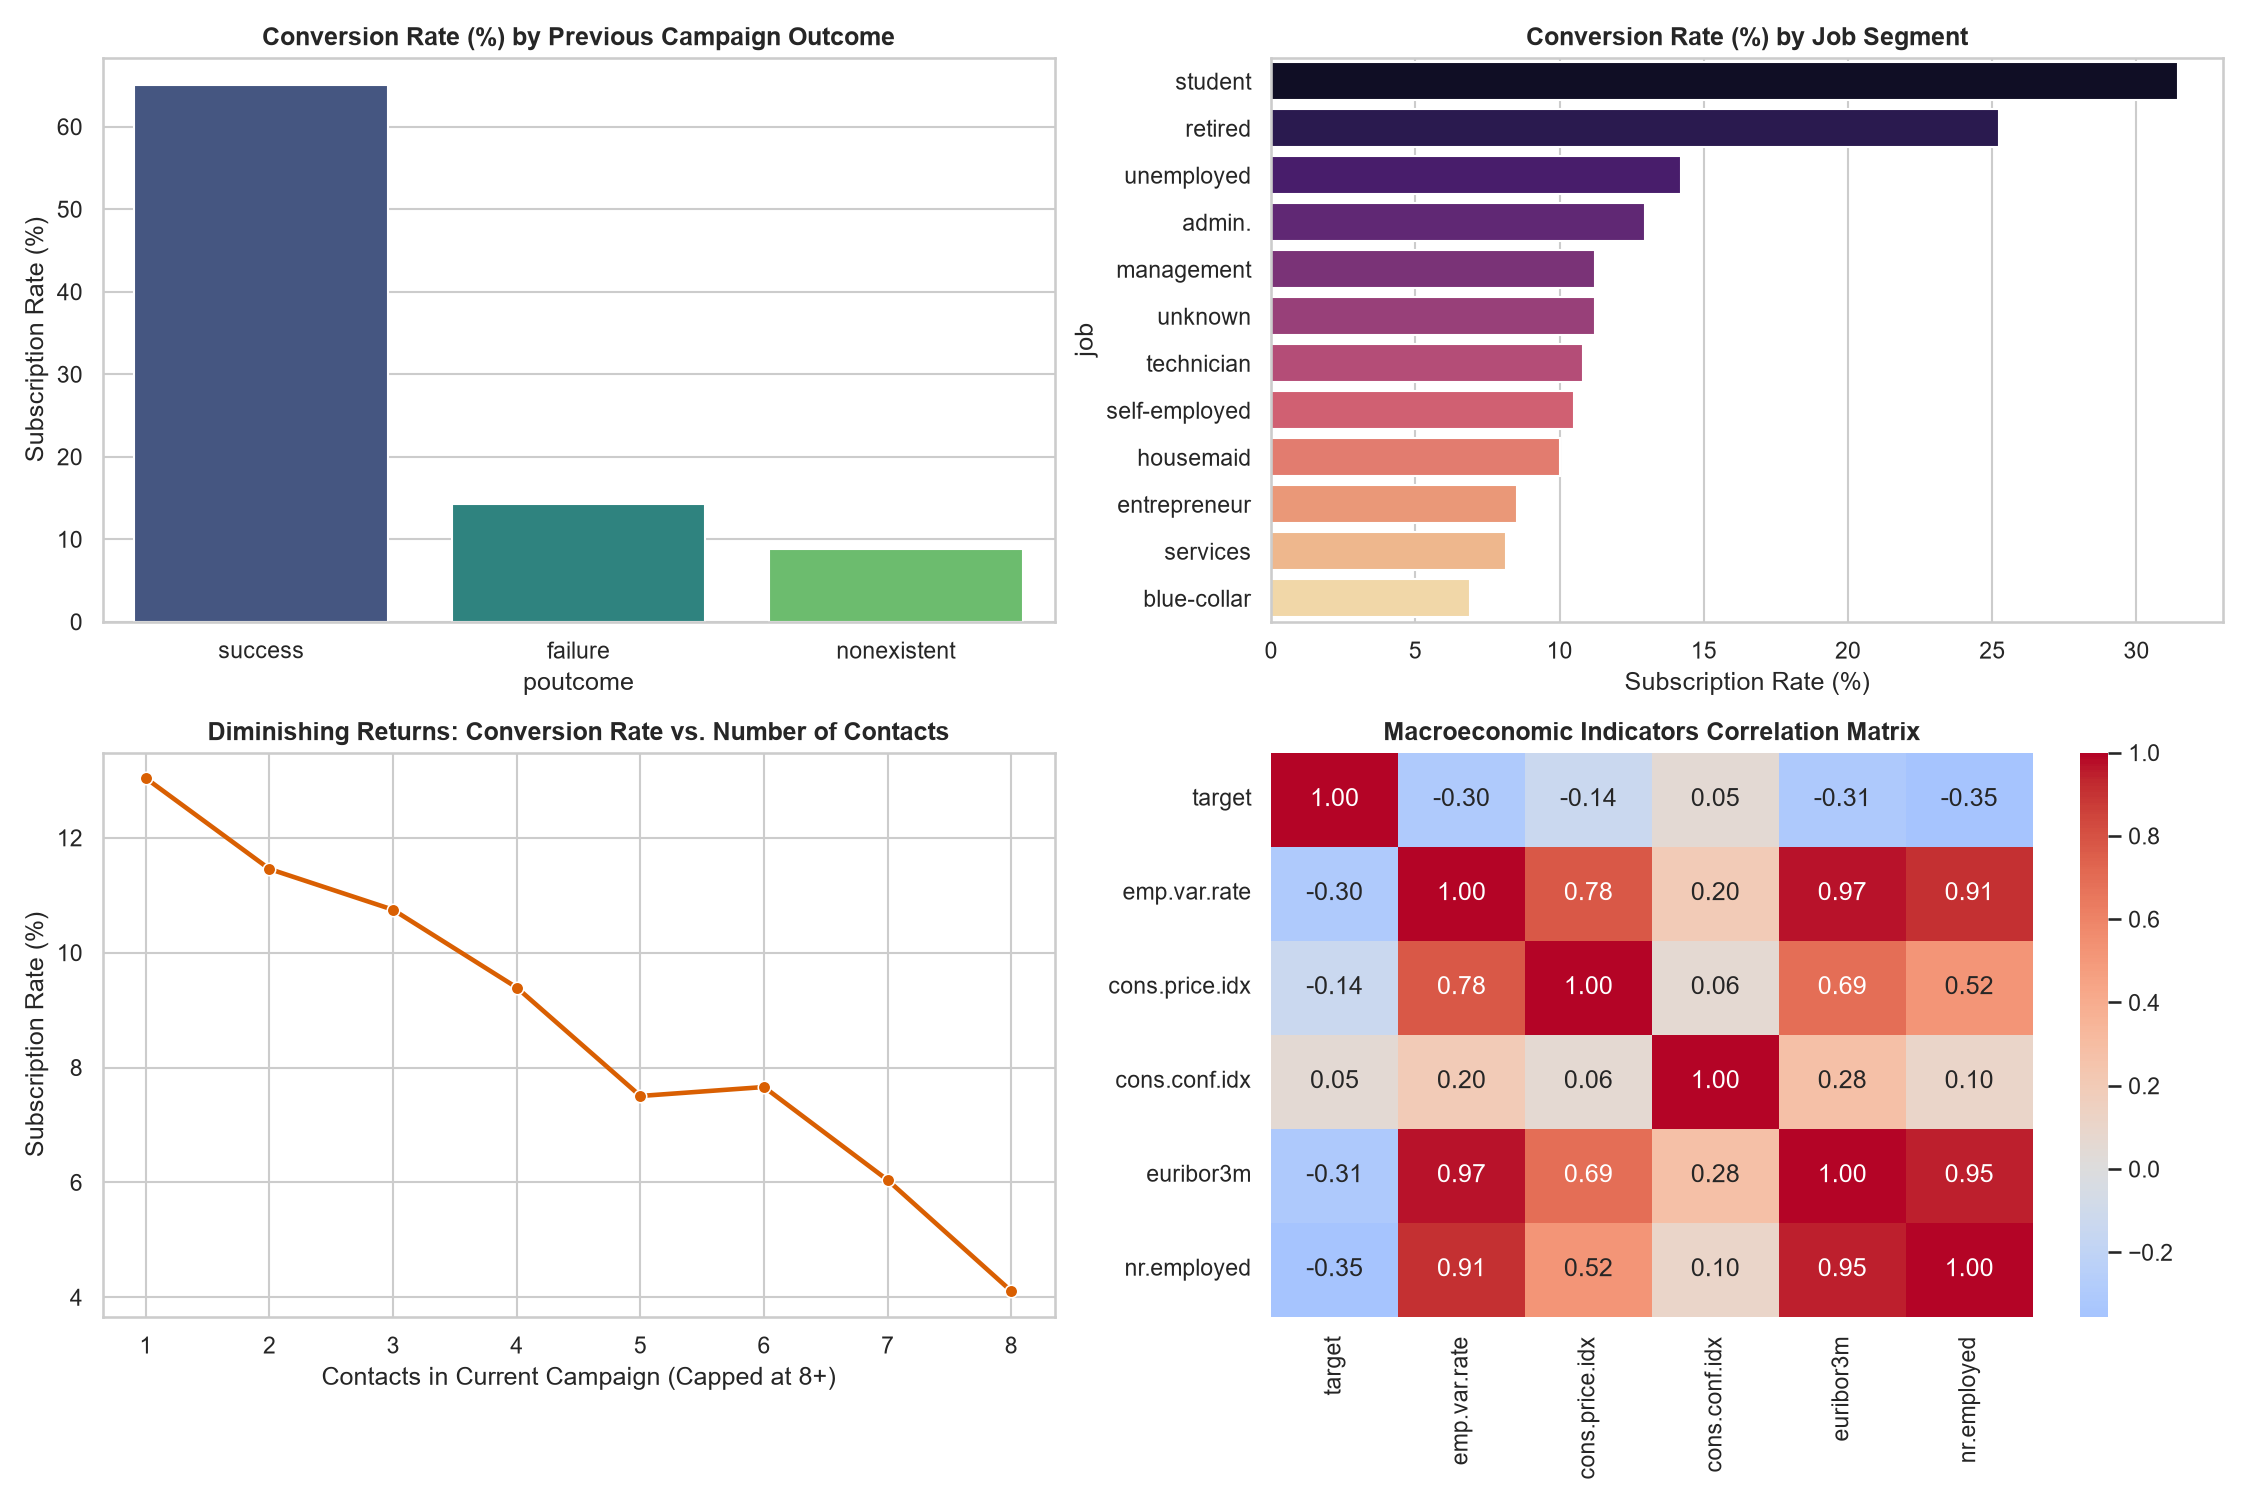 Conversion Rate (%) by Previous Campaign Outcome
Subscription Rate (%)
60
50
40
30
20
10
0
success failure nonexistent
poutcome
Conversion Rate (%) by Job Segment
job
student
retired
unemployed
admin.
management
unknown
technician
self-employed
housemaid
entrepreneur
services
blue-collar
0 5 10 15 20 25 30
Subscription Rate (%)
Diminishing Returns: Conversion Rate vs. Number of Contacts
Subscription Rate (%)
12
10
8
6
4
1 2 3 4 5 6 7 8
Contacts in Current Campaign (Capped at 8+)
Macroeconomic Indicators Correlation Matrix
target 1.00 -0.30 -0.14 0.05 -0.31 -0.35
emp.var.rate -0.30 1.00 0.78 0.20 0.97 0.91
cons.price.idx -0.14 0.78 1.00 0.06 0.69 0.52
cons.conf.idx 0.05 0.20 0.06 1.00 0.28 0.10
euribor3m -0.31 0.97 0.69 0.28 1.00 0.95
nr.employed -0.35 0.91 0.52 0.10 0.95 1.00
target emp.var.rate cons.price.idx cons.conf.idx euribor3m nr.employed
1.0
0.8
0.6
0.4
0.2
0.0
−0.2